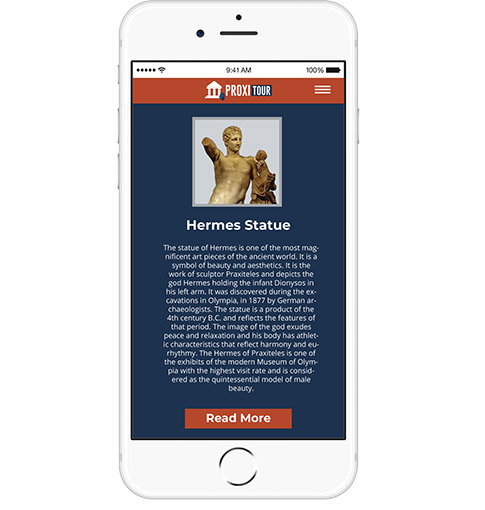 9:41 AM
100%
PROXI TOUR
Hermes Statue
The statue of Hermes is one of the most mag-
nificent art pieces of the ancient world. It is a
symbol of beauty and aesthetics. It is the
work of sculptor Praxiteles and depicts the
god Hermes holding the infant Dionysos in
his left arm. It was discovered during the ex-
cavations in Olympia, in 1877 by German ar-
chaeologists. The statue is a product of the
4th century B.C. and reflects the features of
that period. The image of the god exudes
peace and relaxation and his body has athlet-
ic characteristics that reflect harmony and eu-
rhythmy. The Hermes of Praxiteles is one of
the exhibits of the modern Museum of Olym-
pia with the highest visit rate and is consid-
ered as the quintessential model of male
beauty.
Read More